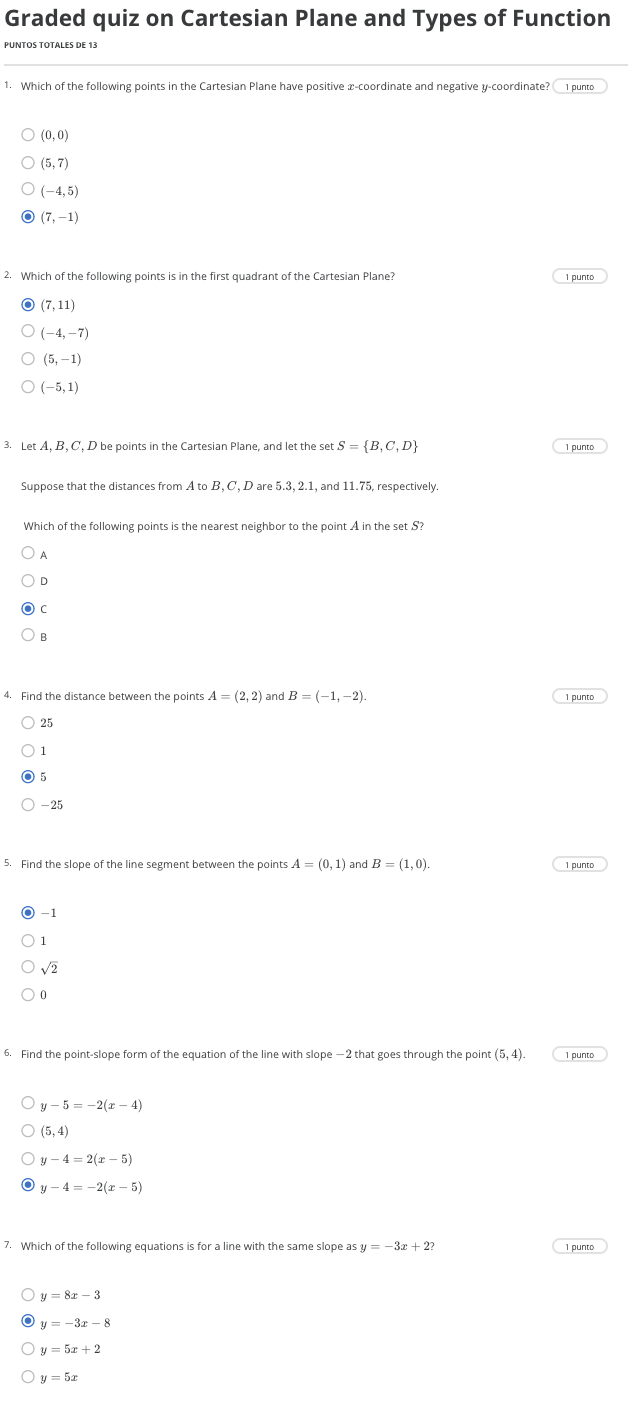 Graded quiz on Cartesian Plane and Types of Function
PUNTOS TOTALES DE 13
1. Which of the following points in the Cartesian Plane have positive x-coordinate and negative y-coordinate? 1 punto
(0, 0)
(5, 7)
(−4, 5)
(7, −1)
2. Which of the following points is in the first quadrant of the Cartesian Plane? 1 punto
(7, 11)
(−4, −7)
(5, −1)
(−5, 1)
3. Let A, B, C, D be points in the Cartesian Plane, and let the set S = {B, C, D} 1 punto
Suppose that the distances from A to B, C, D are 5.3, 2.1, and 11.75, respectively.
Which of the following points is the nearest neighbor to the point A in the set S?
A
D
C
B
4. Find the distance between the points A = (2, 2) and B = (−1, −2). 1 punto
25
1
5
−25
5. Find the slope of the line segment between the points A = (0, 1) and B = (1, 0). 1 punto
−1
1
√2
0
6. Find the point-slope form of the equation of the line with slope −2 that goes through the point (5, 4). 1 punto
y − 5 = −2(x − 4)
(5, 4)
y − 4 = 2(x − 5)
y − 4 = −2(x − 5)
7. Which of the following equations is for a line with the same slope as y = −3x + 2? 1 punto
y = 8x − 3
y = −3x − 8
y = 5x + 2
y = 5x